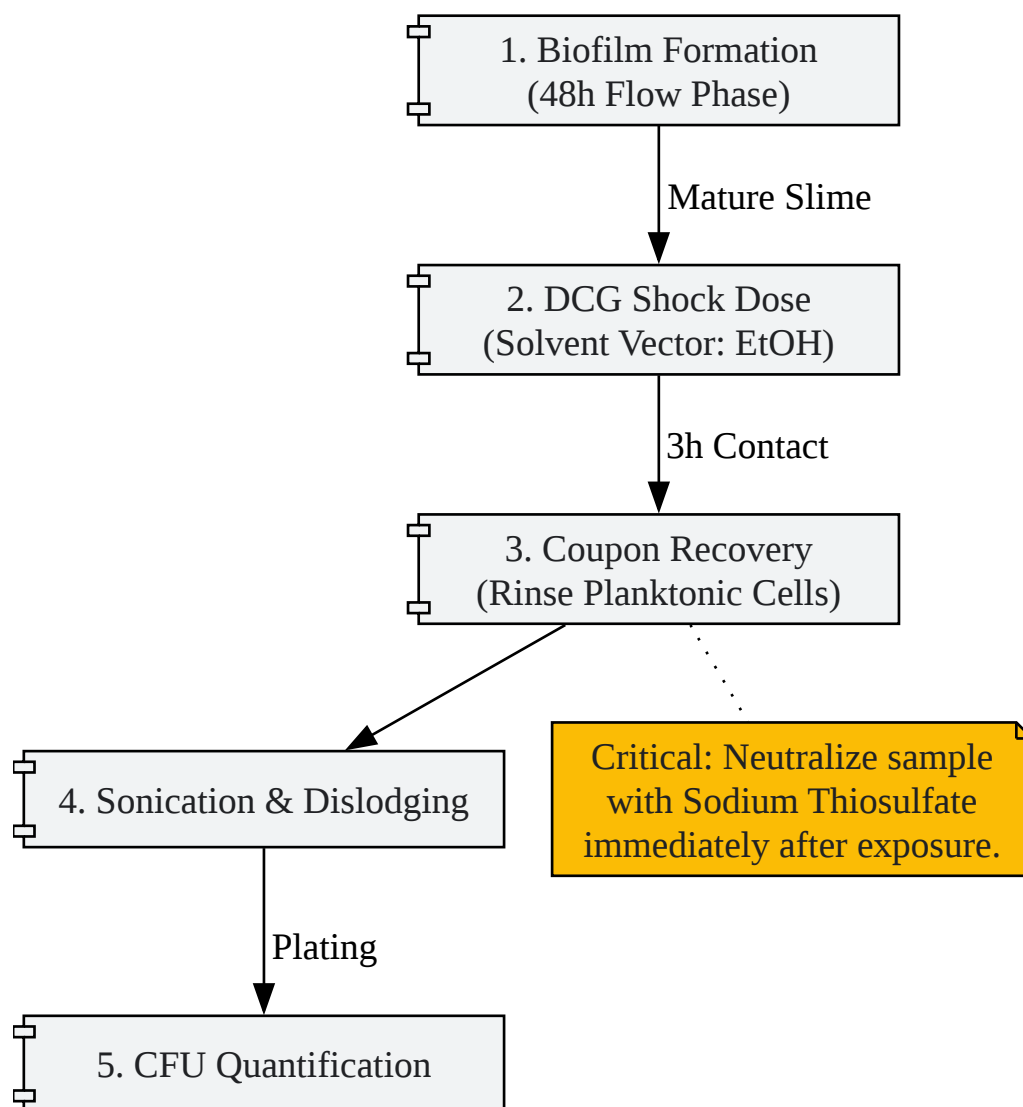 1. Biofilm Formation
(48h Flow Phase)
Mature Slime
2. DCG Shock Dose
(Solvent Vector: EtOH)
3h Contact
3. Coupon Recovery
(Rinse Planktonic Cells)
4. Sonication & Dislodging
Critical: Neutralize sample
with Sodium Thiosulfate
immediately after exposure.
Plating
5. CFU Quantification